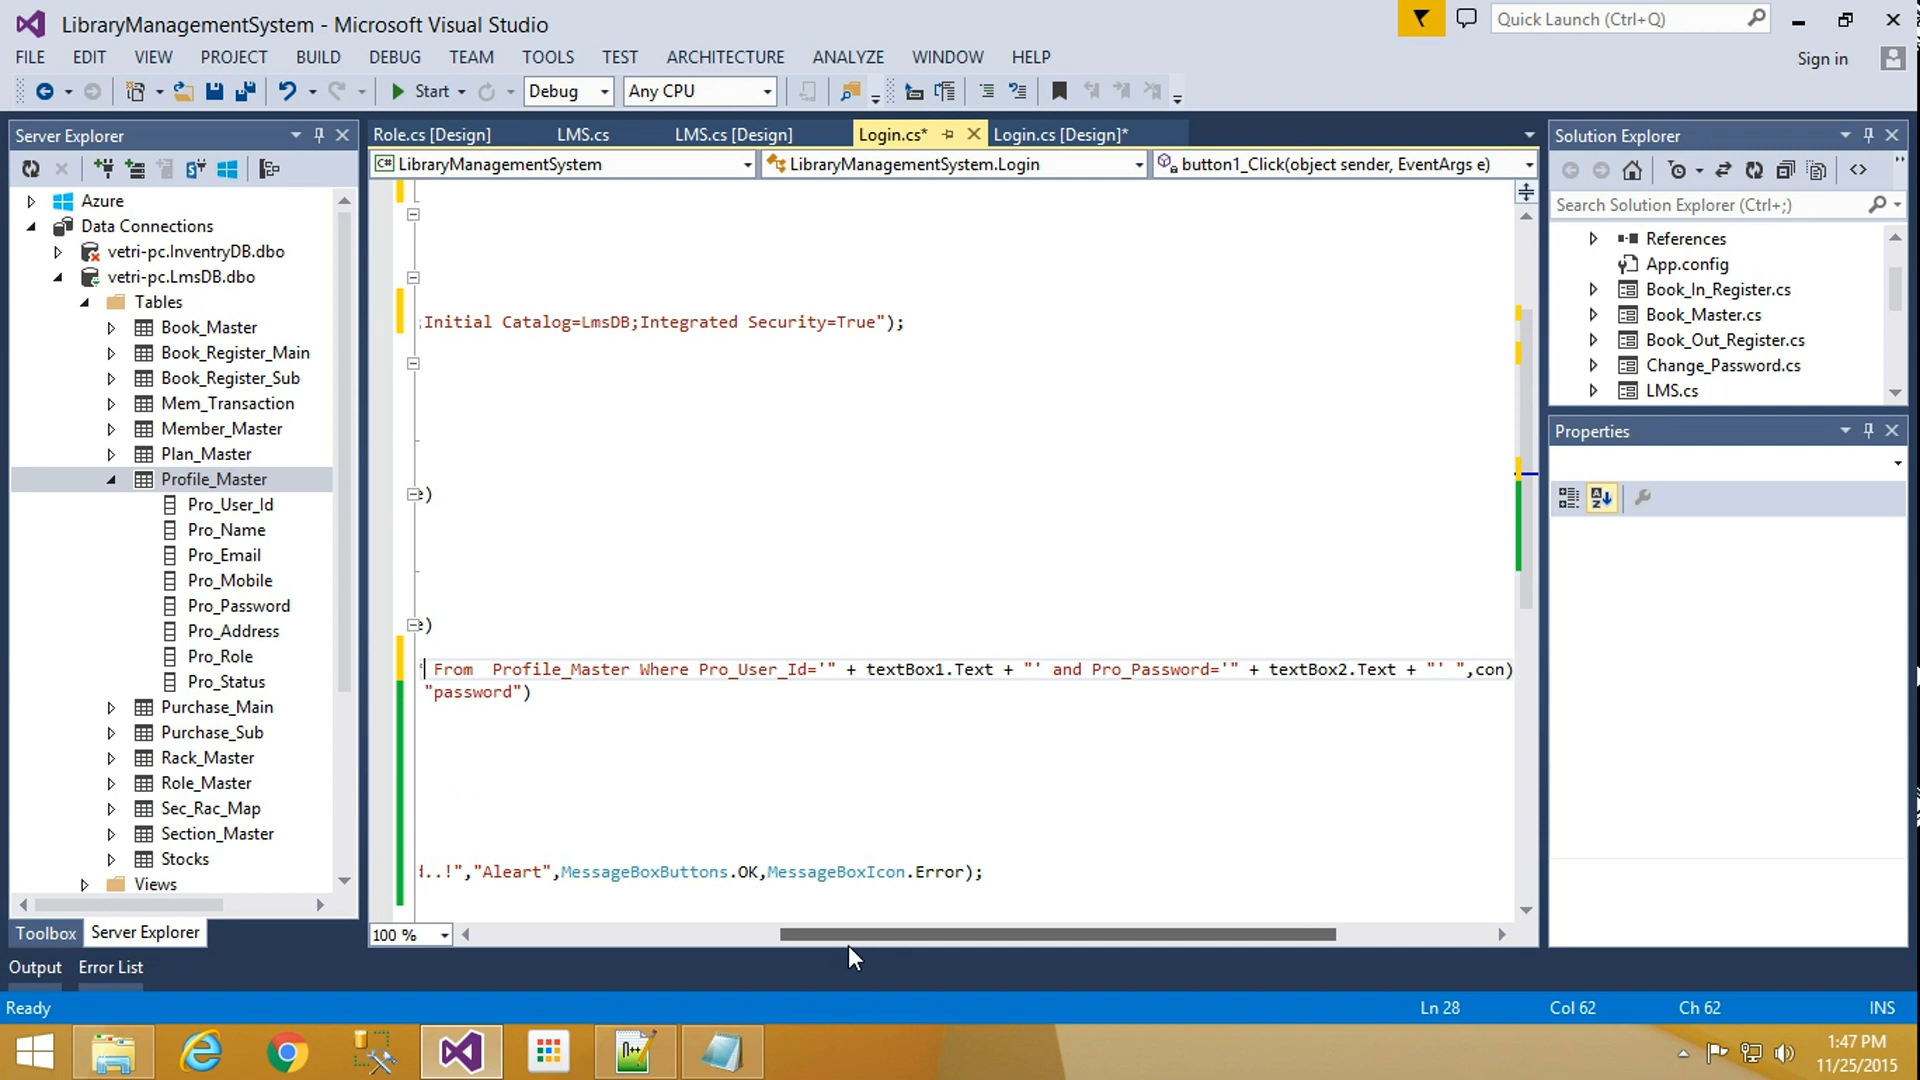 LibraryManagementSystem - Microsoft Visual Studio
Quick Launch (Ctrl+Q)
FILE EDIT VIEW PROJECT BUILD DEBUG TEAM TOOLS TEST ARCHITECTURE ANALYZE WINDOW HELP
Sign in
Start Debug Any CPU
Server Explorer
Azure
Data Connections
vetri-pc.InventryDB.dbo
vetri-pc.LmsDB.dbo
Tables
Book_Master
Book_Register_Main
Book_Register_Sub
Mem_Transaction
Member_Master
Plan_Master
Profile_Master
Pro_User_Id
Pro_Name
Pro_Email
Pro_Mobile
Pro_Password
Pro_Address
Pro_Role
Pro_Status
Purchase_Main
Purchase_Sub
Rack_Master
Role_Master
Sec_Rac_Map
Section_Master
Stocks
Views
Toolbox Server Explorer
Output Error List
Role.cs [Design] LMS.cs LMS.cs [Design] Login.cs* Login.cs [Design]*
C# LibraryManagementSystem LibraryManagementSystem.Login button1_Click(object sender, EventArgs e)
;Initial Catalog=LmsDB;Integrated Security=True");
)
)
From  Profile_Master Where Pro_User_Id='" + textBox1.Text + "' and Pro_Password='" + textBox2.Text + "' ",con)
"password")
d..!","Aleart",MessageBoxButtons.OK,MessageBoxIcon.Error);
100 %
Solution Explorer
Search Solution Explorer (Ctrl+;)
References
App.config
Book_In_Register.cs
Book_Master.cs
Book_Out_Register.cs
Change_Password.cs
LMS.cs
Properties
Ready Ln 28 Col 62 Ch 62 INS
1:47 PM
11/25/2015